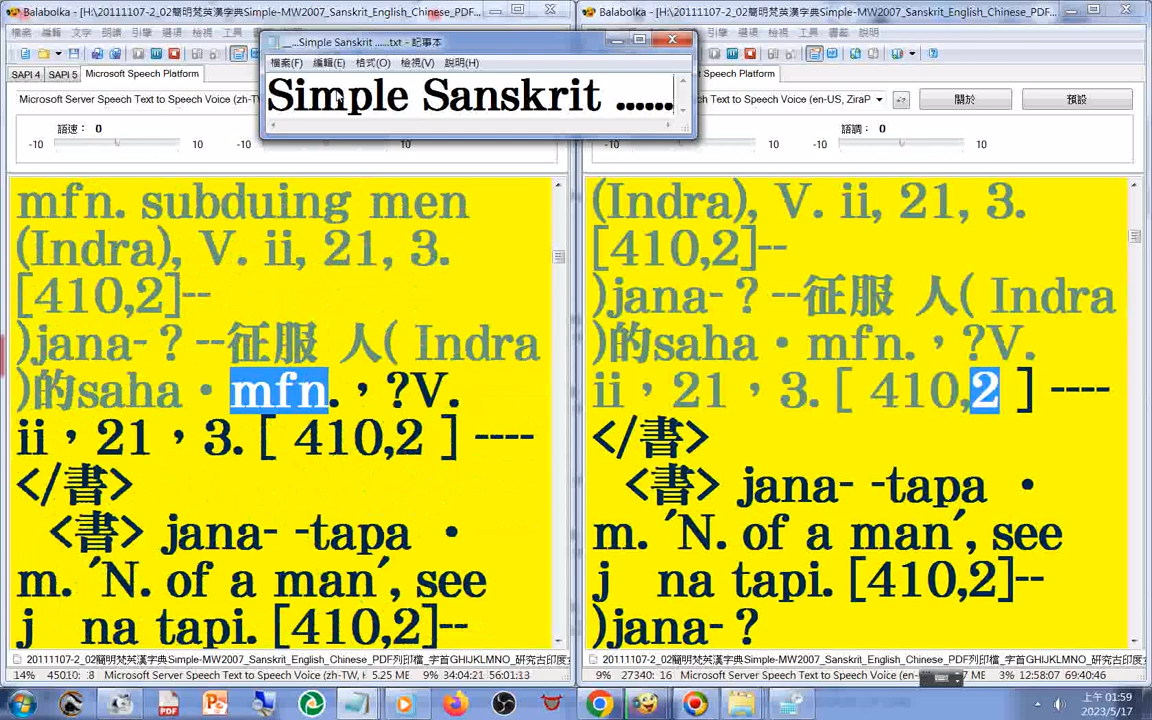 Balabolka - [H:\20111107-2_02簡明梵英漢字典Simple-MW2007_Sanskrit_English_Chinese_PDF...
Balabolka - [H:\20111107-2_02簡明梵英漢字典Simple-MW2007_Sanskrit_English_Chinese_PDF...
檔案 編輯 文字 朗讀
__...Simple Sanskrit ......txt - 記事本
檔案(F) 編輯(E) 格式(O) 檢視(V) 說明(H)
Simple Sanskrit ......
SAPI 4 SAPI 5 Microsoft Speech Platform
Speech Platform
Microsoft Server Speech Text to Speech Voice (zh-TW
Microsoft Server Speech Text to Speech Voice (en-US, ZiraP
關於 預設
語速: 0
-10 10 -10 10
語調: 0
-10 10 -10 10
mfn. subduing men
(Indra), V. ii, 21, 3.
[410,2]--
)jana-？--征服 人( Indra
)的saha・mfn.，?V.
ii，21，3.［ 410,2 ］----
</書>
<書> jana- -tapa ・
m. 'N. of a man', see
j na tapi. [410,2]--
(Indra), V. ii, 21, 3.
[410,2]--
)jana-？--征服 人( Indra
)的saha・mfn.，?V.
ii，21，3.［ 410,2 ］----
</書>
<書> jana- -tapa ・
m. 'N. of a man', see
j na tapi. [410,2]--
)jana-？
20111107-2_02簡明梵英漢字典Simple-MW2007_Sanskrit_English_Chinese_PDF列印檔_字首GHIJKLMNO_研究古印度
20111107-2_02簡明梵英漢字典Simple-MW2007_Sanskrit_English_Chinese_PDF列印檔_字首GHIJKLMNO_研究古印度
14% 45010: :8 Microsoft Server Speech Text to Speech Voice (zh-TW, 5.25 ME 9% 34:04:21 56:01:13
9% 27340: 16 Microsoft Server Speech Text to Speech 3% 12:58:07 69:40:46
上午 01:59
2023/5/17